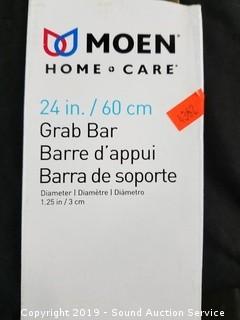 MOEN®
HOME CARE®
24 in. / 60 cm
Grab Bar
Barre d'appui
Barra de soporte
Diameter | Diamètre | Diámetro
1.25 in / 3 cm
Copyright 2019 - Sound Auction Service